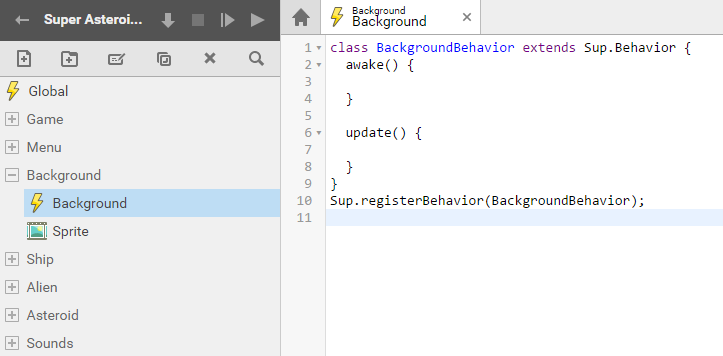 Super Asteroi...
Global
Game
Menu
Background
Background
Sprite
Ship
Alien
Asteroid
Sounds
Background
Background
1 class BackgroundBehavior extends Sup.Behavior {
2 awake() {
3
4 }
5
6 update() {
7
8 }
9 }
10 Sup.registerBehavior(BackgroundBehavior);
11